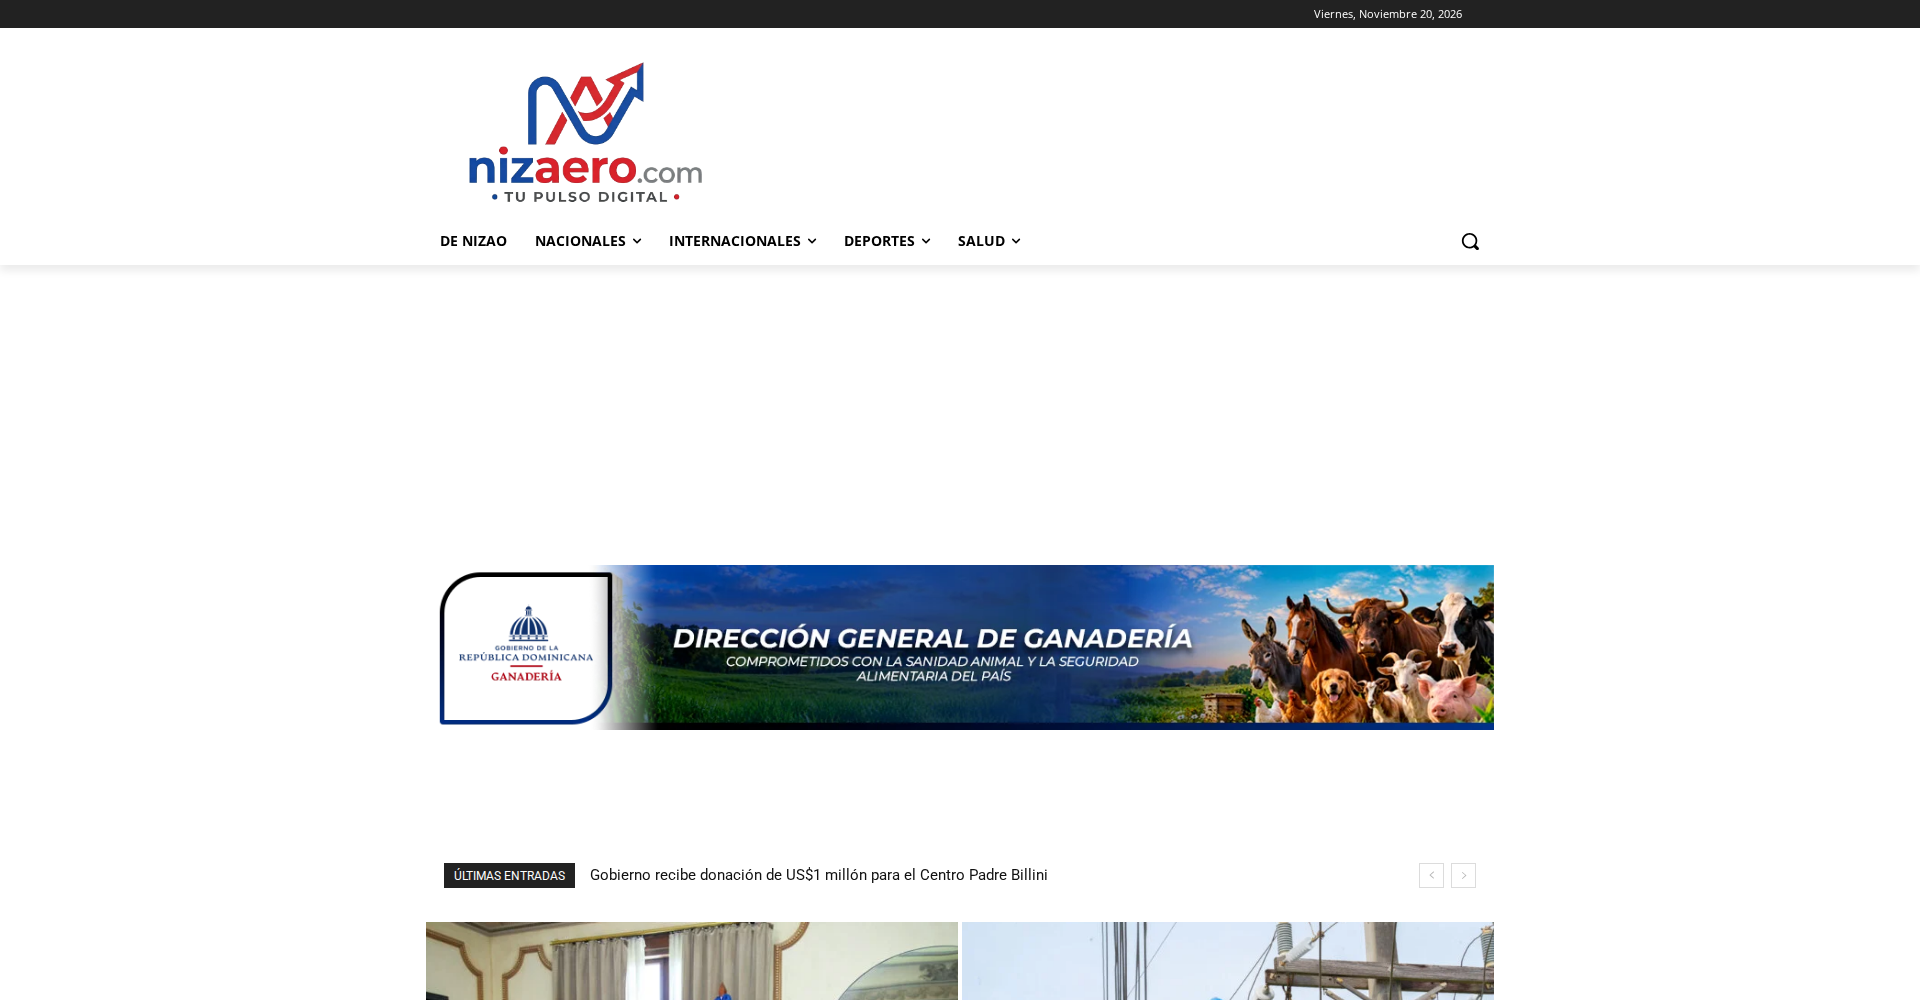 Viernes, Noviembre 20, 2026
nizaero.com
• TU PULSO DIGITAL •
DE NIZAO
NACIONALES
INTERNACIONALES
DEPORTES
SALUD
GOBIERNO DE LA
REPÚBLICA DOMINICANA
GANADERÍA
DIRECCIÓN GENERAL DE GANADERÍA
COMPROMETIDOS CON LA SANIDAD ANIMAL Y LA SEGURIDAD
ALIMENTARIA DEL PAÍS
ÚLTIMAS ENTRADAS
Gobierno recibe donación de US$1 millón para el Centro Padre Billini